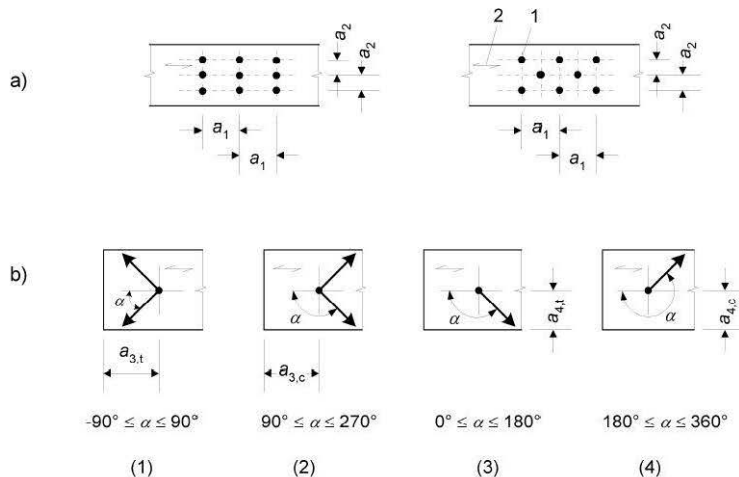 2 1
a₂
a₂
a₂
a₂
a)
a₁
a₁
a₁
a₁
b)
α
α
α
α
a₄,t
a₄,c
a₃,t
a₃,c
-90° ≤ α ≤ 90°
90° ≤ α ≤ 270°
0° ≤ α ≤ 180°
180° ≤ α ≤ 360°
(1)
(2)
(3)
(4)